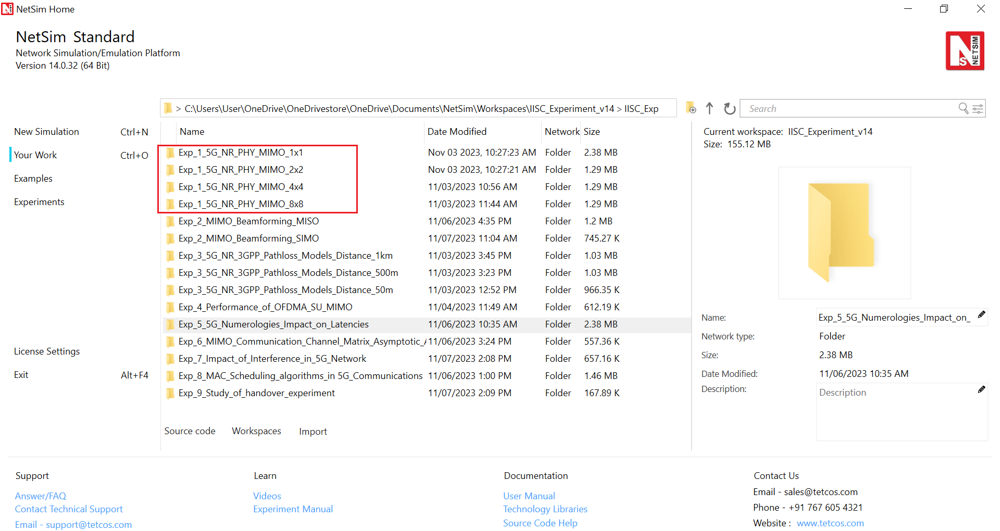 NetSim Home
NetSim Standard
Network Simulation/Emulation Platform
Version 14.0.32 (64 Bit)
NETSIM
> C:\Users\User\OneDrive\OneDrivestore\OneDrive\Documents\NetSim\Workspaces\IISC_Experiment_v14 > IISC_Exp
Search
New Simulation Ctrl+N
Your Work Ctrl+O
Examples
Experiments
License Settings
Exit Alt+F4
Name Date Modified Network Size
Exp_1_5G_NR_PHY_MIMO_1x1 Nov 03 2023, 10:27:23 AM Folder 2.38 MB
Exp_1_5G_NR_PHY_MIMO_2x2 Nov 03 2023, 10:27:21 AM Folder 1.29 MB
Exp_1_5G_NR_PHY_MIMO_4x4 11/03/2023 10:56 AM Folder 1.29 MB
Exp_1_5G_NR_PHY_MIMO_8x8 11/03/2023 11:44 AM Folder 1.29 MB
Exp_2_MIMO_Beamforming_MISO 11/06/2023 4:35 PM Folder 1.2 MB
Exp_2_MIMO_Beamforming_SIMO 11/07/2023 11:04 AM Folder 745.27 K
Exp_3_5G_NR_3GPP_Pathloss_Models_Distance_1km 11/03/2023 3:45 PM Folder 1.03 MB
Exp_3_5G_NR_3GPP_Pathloss_Models_Distance_500m 11/03/2023 3:23 PM Folder 1.03 MB
Exp_3_5G_NR_3GPP_Pathloss_Models_Distance_50m 11/03/2023 12:52 PM Folder 966.35 K
Exp_4_Performance_of_OFDMA_SU_MIMO 11/04/2023 11:49 AM Folder 612.19 K
Exp_5_5G_Numerologies_Impact_on_Latencies 11/06/2023 10:35 AM Folder 2.38 MB
Exp_6_MIMO_Communication_Channel_Matrix_Asymptotic_A 11/06/2023 3:24 PM Folder 557.36 K
Exp_7_Impact_of_Interference_in_5G_Network 11/07/2023 2:08 PM Folder 657.16 K
Exp_8_MAC_Scheduling_algorithms_in 5G_Communications 11/06/2023 1:00 PM Folder 1.46 MB
Exp_9_Study_of_handover_experiment 11/07/2023 2:09 PM Folder 167.89 K
Source code Workspaces Import
Current workspace: IISC_Experiment_v14
Size: 155.12 MB
Name: Exp_5_5G_Numerologies_Impact_on_
Network type: Folder
Size: 2.38 MB
Date Modified: 11/06/2023 10:35 AM
Description: Description
Support
Answer/FAQ
Contact Technical Support
Email - support@tetcos.com
Learn
Videos
Experiment Manual
Documentation
User Manual
Technology Libraries
Source Code Help
Contact Us
Email - sales@tetcos.com
Phone - +91 767 605 4321
Website : www.tetcos.com